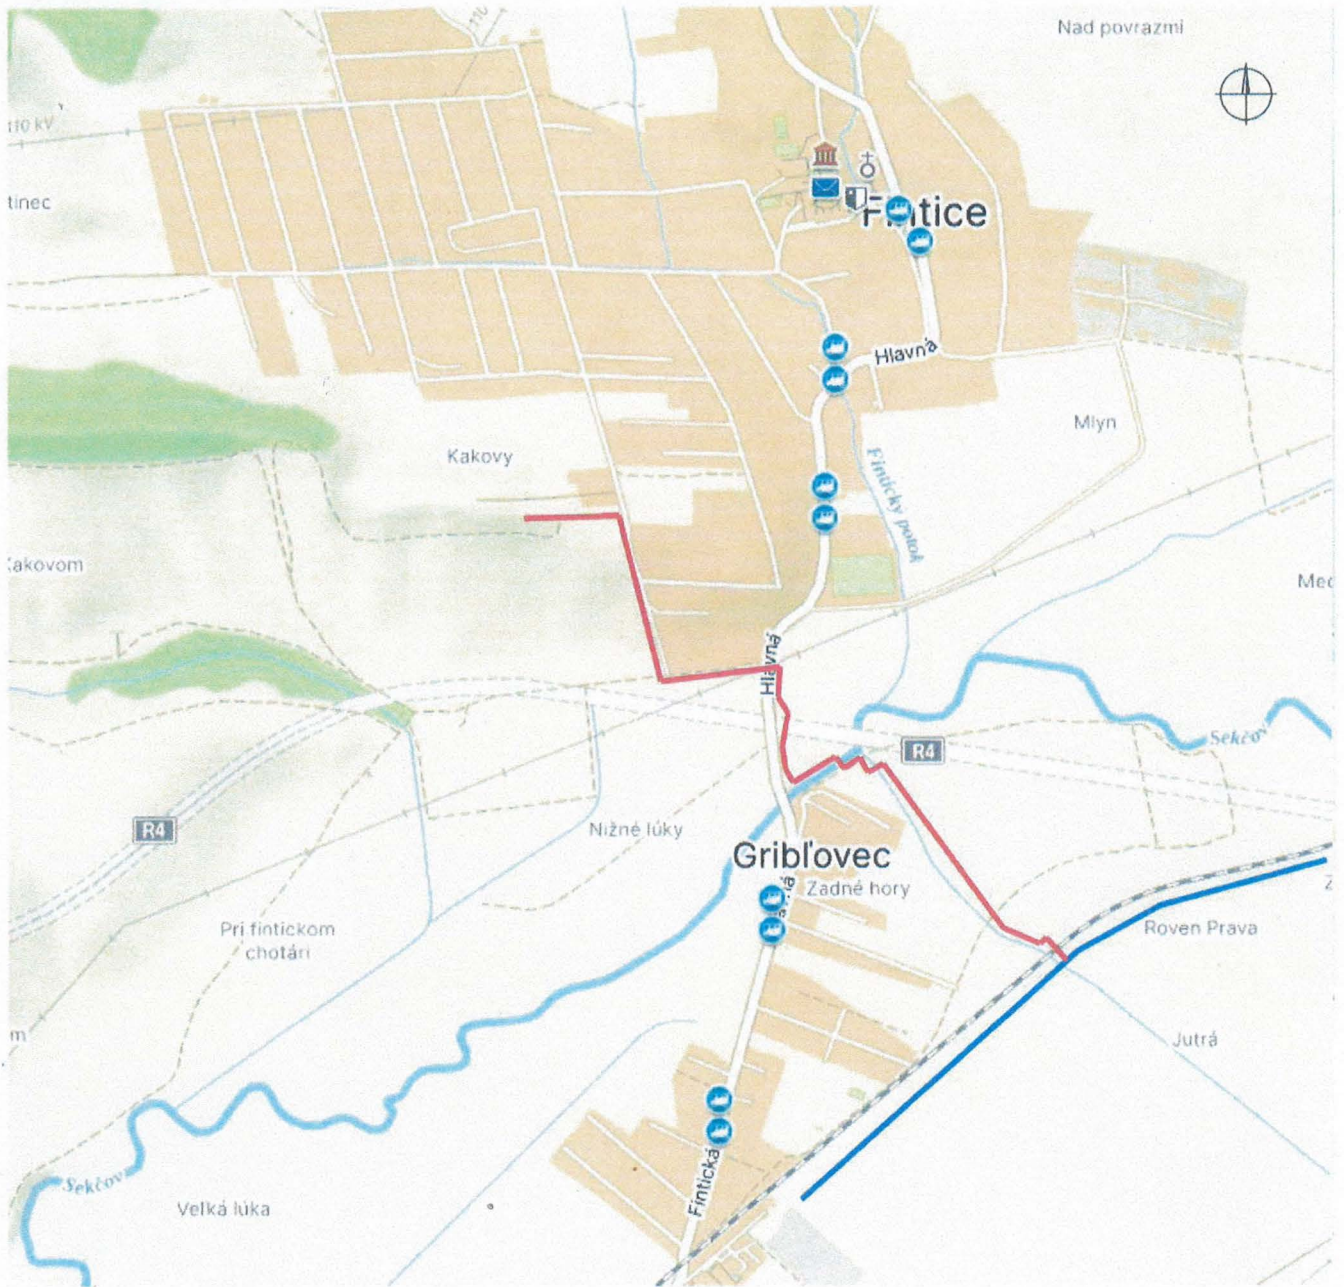 Nad povrazmi
110
110 kV
tinec
Fintice
Hlavná
Mlyn
Kakovy
Fintický potok
Kakovom
Hlavná
Sekčov
R4
R4
Nižné lúky
Gribľovec
Zadné hory
Pri fintickom
chotári
Roven Prava
Jutrá
m
Fintická
Sekčov
Veľká lúka